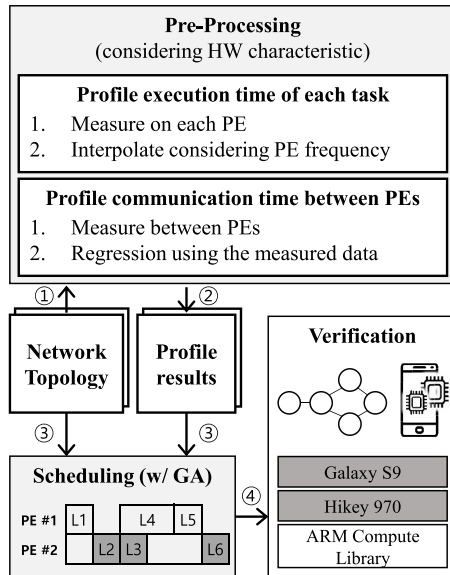 Pre-Processing
(considering HW characteristic)
Profile execution time of each task
1. Measure on each PE
2. Interpolate considering PE frequency
Profile communication time between PEs
1. Measure between PEs
2. Regression using the measured data
① ②
Network
Topology
Profile
results
③ ③
Scheduling (w/ GA)
PE #1 L1 L4 L5
PE #2 L2 L3 L6
④
Verification
Galaxy S9
Hikey 970
ARM Compute
Library